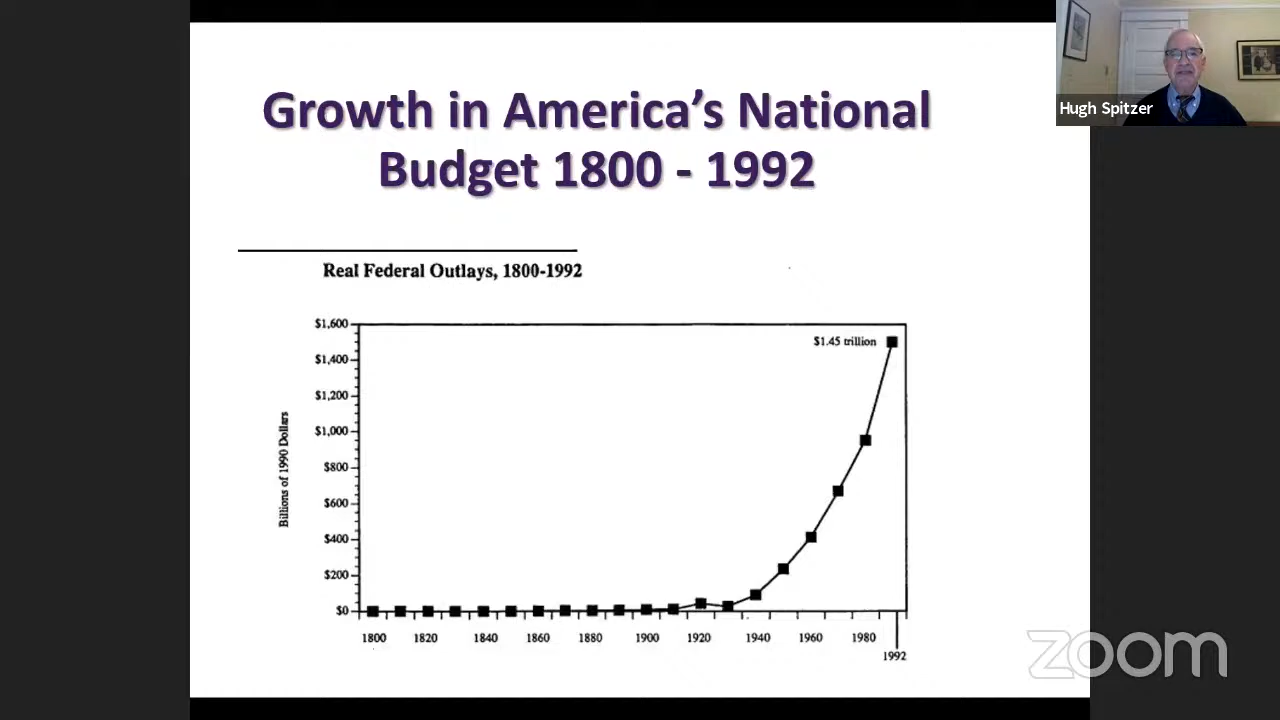 Growth in America's National
Budget 1800 - 1992
Hugh Spitzer
Real Federal Outlays, 1800-1992
$1,600
$1.45 trillion
$1,400
$1,200
$1,000
$800
$600
$400
$200
$0
Billions of 1990 Dollars
1800 1820 1840 1860 1880 1900 1920 1940 1960 1980
1992
zoom